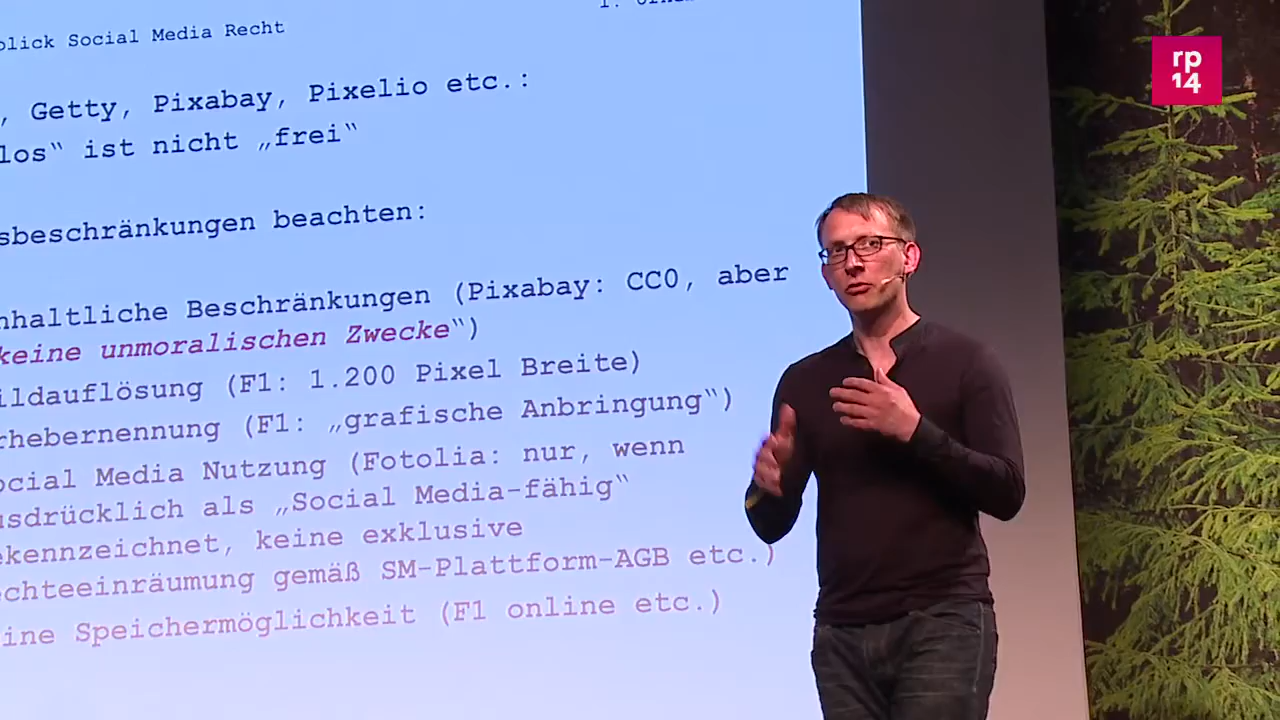 blick Social Media Recht
rp
14
, Getty, Pixabay, Pixelio etc.:
los“ ist nicht „frei“
sbeschränkungen beachten:
nhaltliche Beschränkungen (Pixabay: CC0, aber
keine unmoralischen Zwecke“)
ildauflösung (F1: 1.200 Pixel Breite)
rhebernennung (F1: „grafische Anbringung“)
ocial Media Nutzung (Fotolia: nur, wenn
usdrücklich als „Social Media-fähig“
ekennzeichnet, keine exklusive
echteeinräumung gemäß SM-Plattform-AGB etc.)
ine Speichermöglichkeit (F1 online etc.)